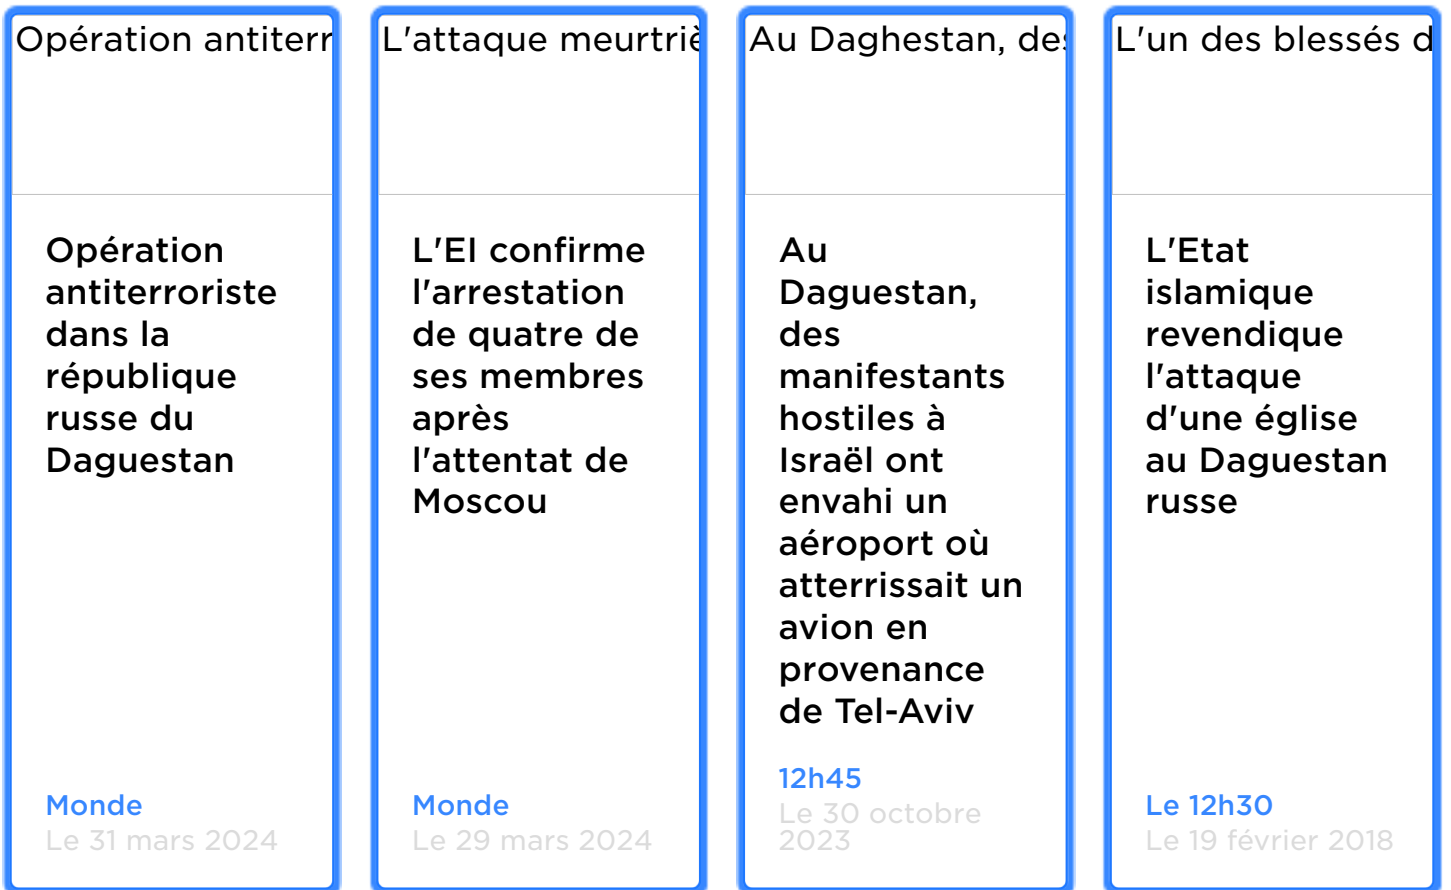 Opération antiterr
Opération
antiterroriste
dans la
république
russe du
Daguestan
Monde
Le 31 mars 2024
L'attaque meurtriè
L'EI confirme
l'arrestation
de quatre de
ses membres
après
l'attentat de
Moscou
Monde
Le 29 mars 2024
Au Daghestan, des
Au
Daguestan,
des
manifestants
hostiles à
Israël ont
envahi un
aéroport où
atterrissait un
avion en
provenance
de Tel-Aviv
12h45
Le 30 octobre
2023
L'un des blessés d
L'Etat
islamique
revendique
l'attaque
d'une église
au Daguestan
russe
Le 12h30
Le 19 février 2018